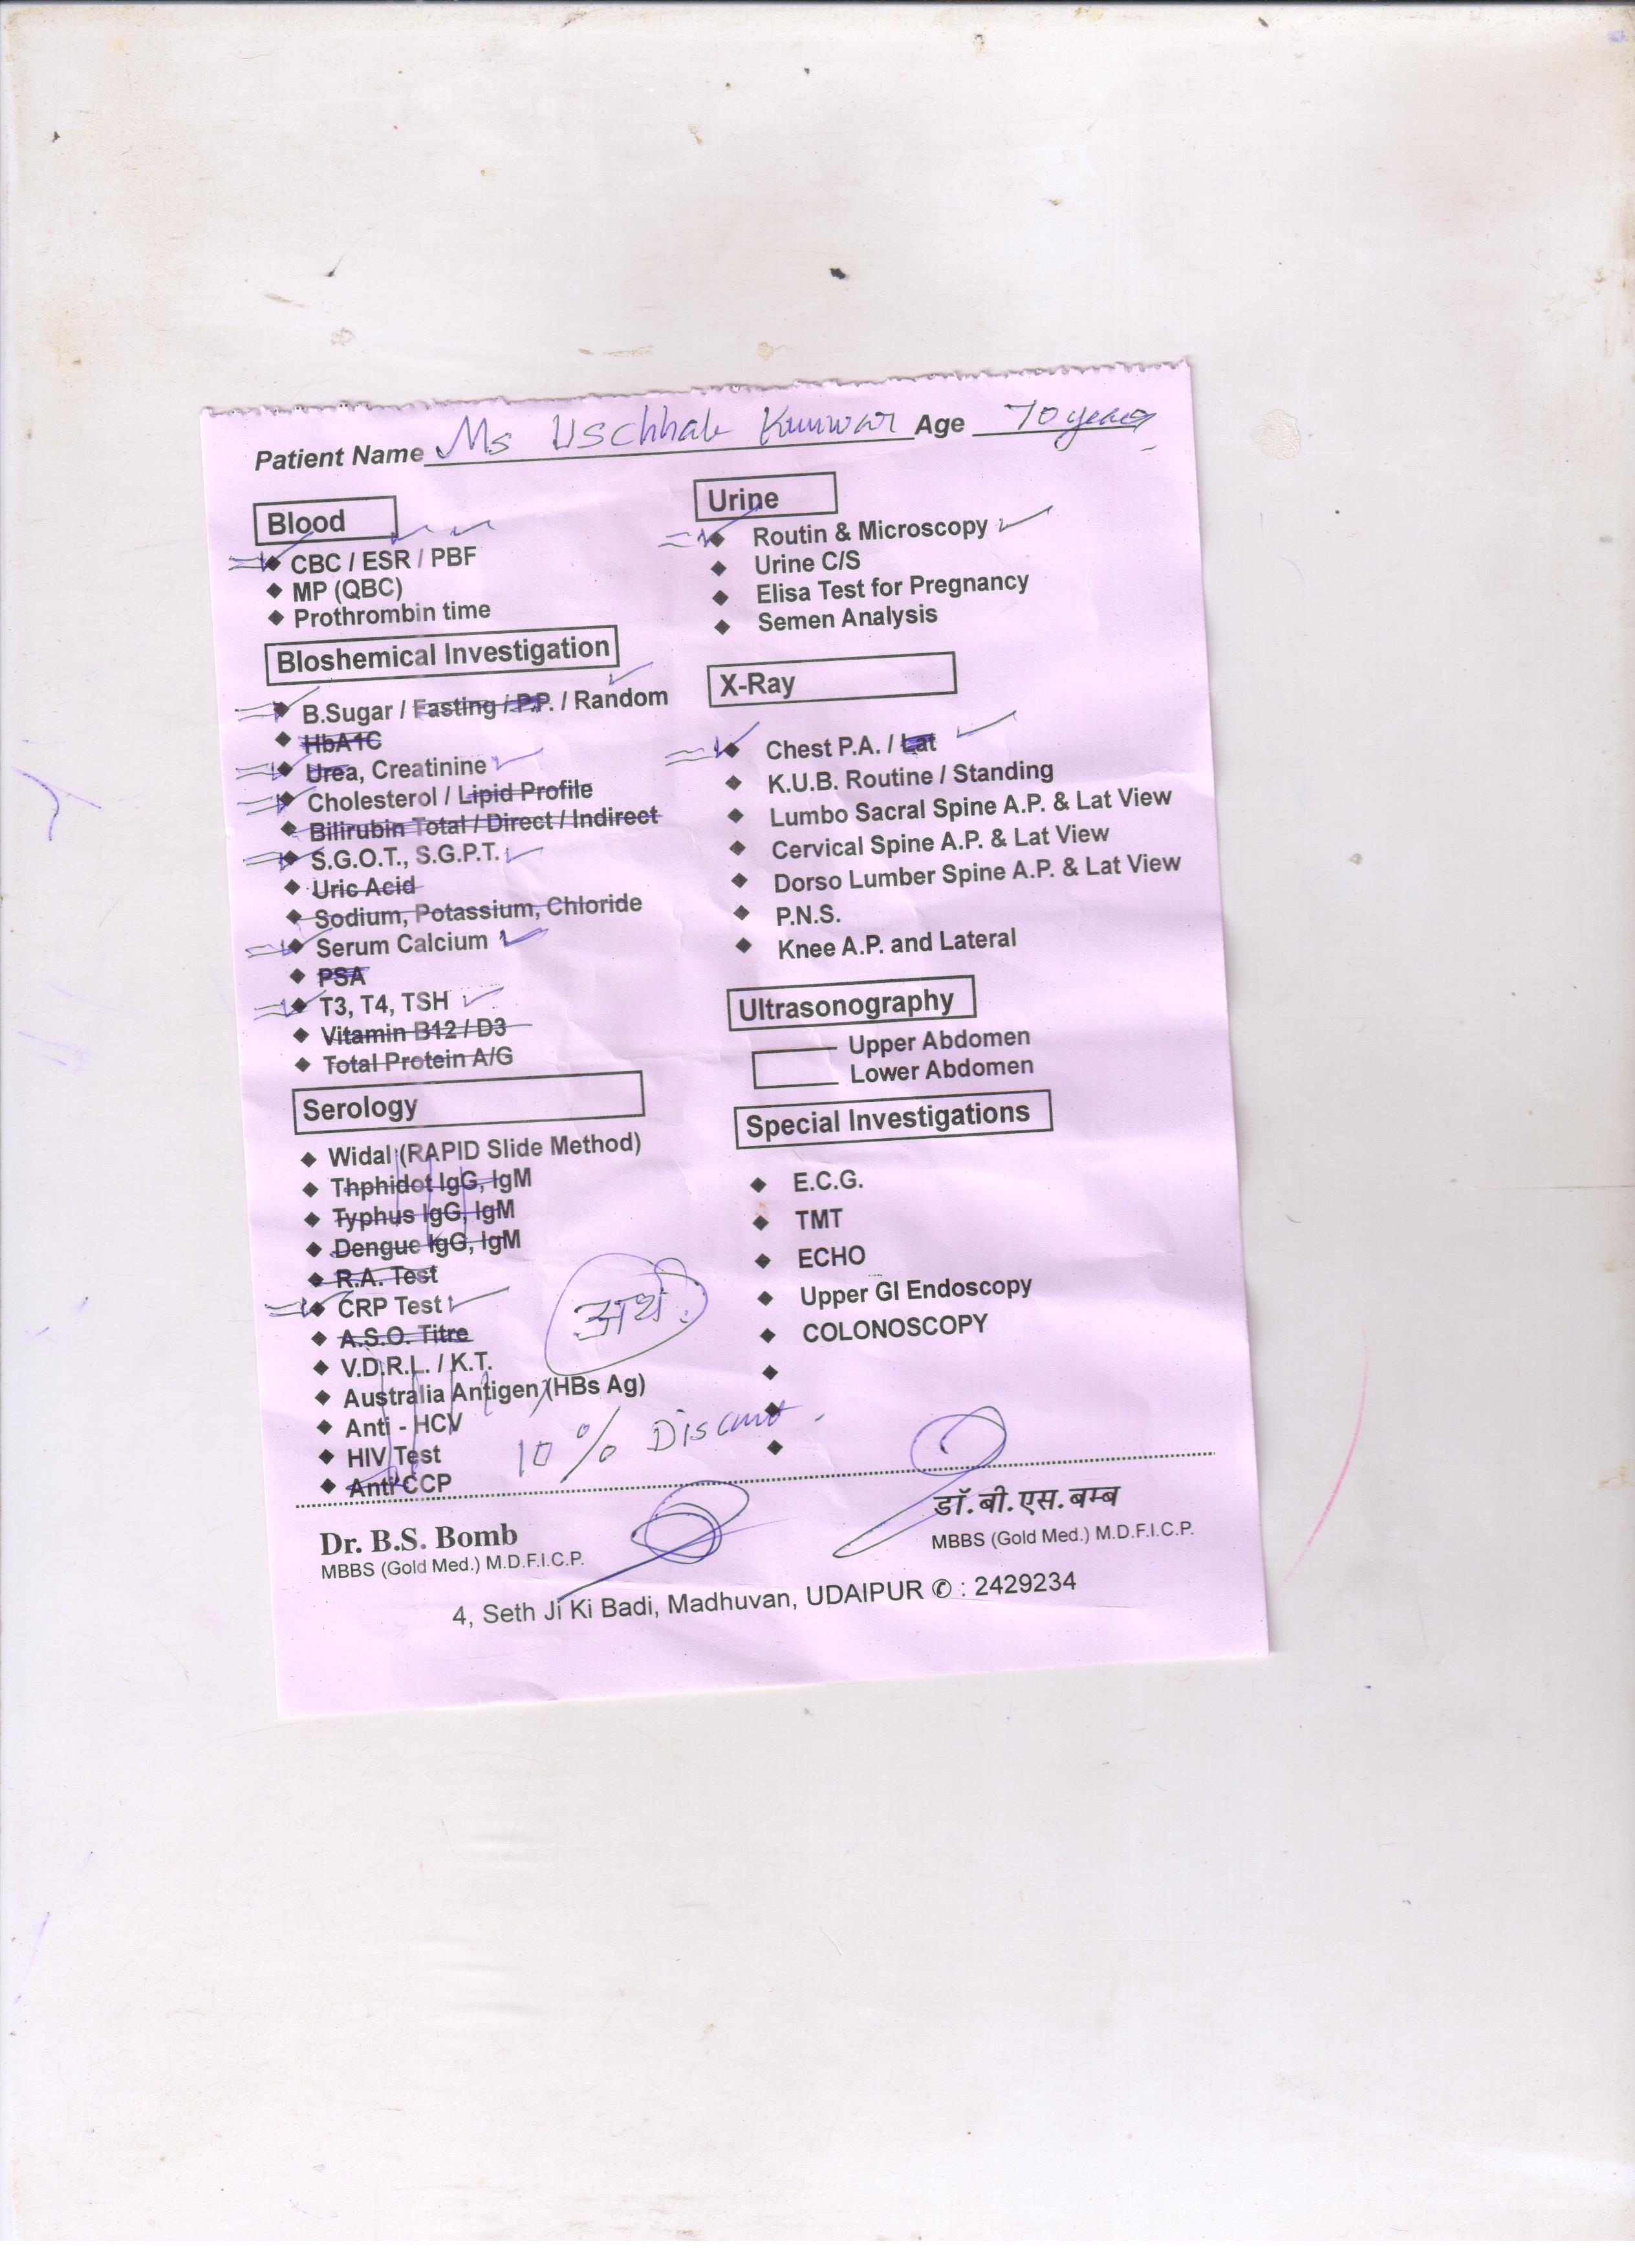 Patient Name Ms Uschhab Kunwar Age 70 years
Blood
CBC / ESR / PBF
MP (QBC)
Prothrombin time
Bloshemical Investigation
B.Sugar / Fasting / P.P. / Random
HbA1C
Urea, Creatinine
Cholesterol / Lipid Profile
Bilirubin Total / Direct / Indirect
S.G.O.T., S.G.P.T.
Uric Acid
Sodium, Potassium, Chloride
Serum Calcium
PSA
T3, T4, TSH
Vitamin B12 / D3
Total Protein A/G
Serology
Widal (RAPID Slide Method)
Thphidot IgG, IgM
Typhus IgG, IgM
Dengue IgG, IgM
R.A. Test
CRP Test
A.S.O. Titre
V.D.R.L. / K.T.
Australia Antigen (HBs Ag)
Anti - HCV
HIV Test
Anti CCP
Urine
Routin & Microscopy
Urine C/S
Elisa Test for Pregnancy
Semen Analysis
X-Ray
Chest P.A. / Lat
K.U.B. Routine / Standing
Lumbo Sacral Spine A.P. & Lat View
Cervical Spine A.P. & Lat View
Dorso Lumber Spine A.P. & Lat View
P.N.S.
Knee A.P. and Lateral
Ultrasonography
Upper Abdomen
Lower Abdomen
Special Investigations
E.C.G.
TMT
ECHO
Upper GI Endoscopy
COLONOSCOPY
अर्थ:
10 % Discount
Dr. B.S. Bomb
MBBS (Gold Med.) M.D.F.I.C.P.
डॉ. बी. एस. बम्ब
MBBS (Gold Med.) M.D.F.I.C.P.
4, Seth Ji Ki Badi, Madhuvan, UDAIPUR ✆ : 2429234